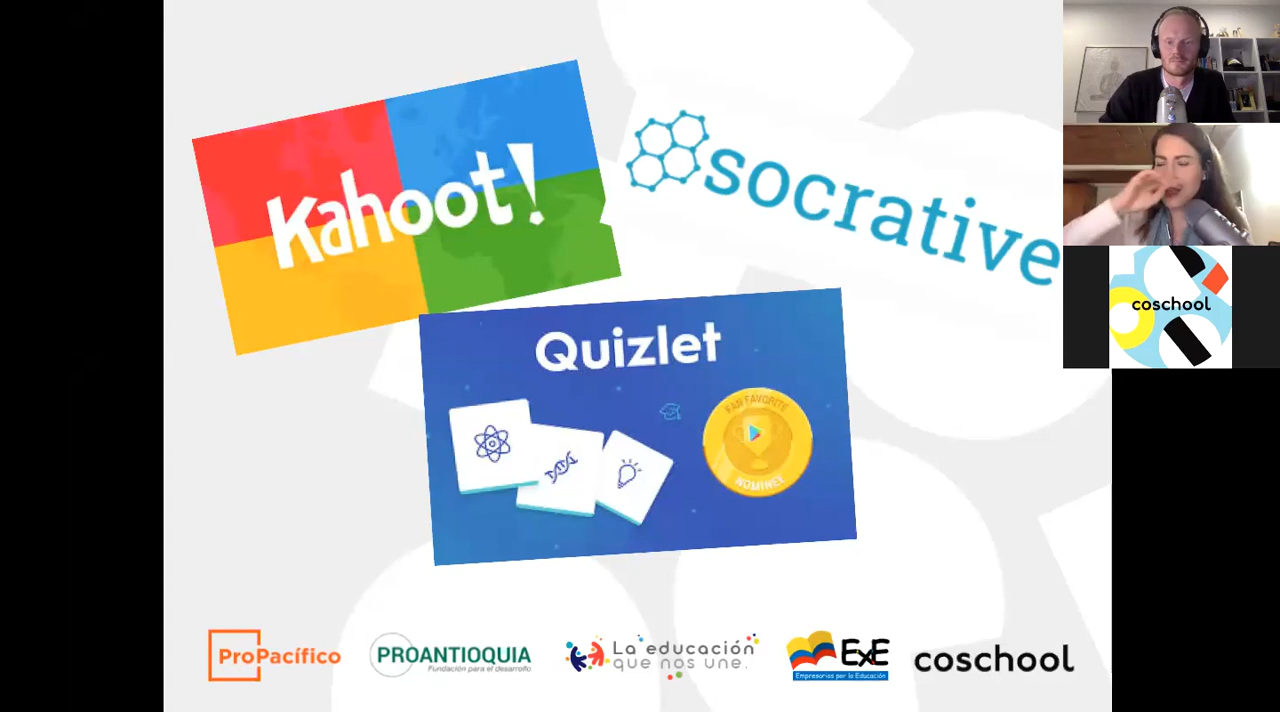 Kahoot!
socrative
Quizlet
FAN FAVORITE
NOMINEE
coschool
ProPacífico
PROANTIOQUIA
Fundación para el desarrollo
La educación
que nos une.
ExE
Empresarios por la Educación
coschool